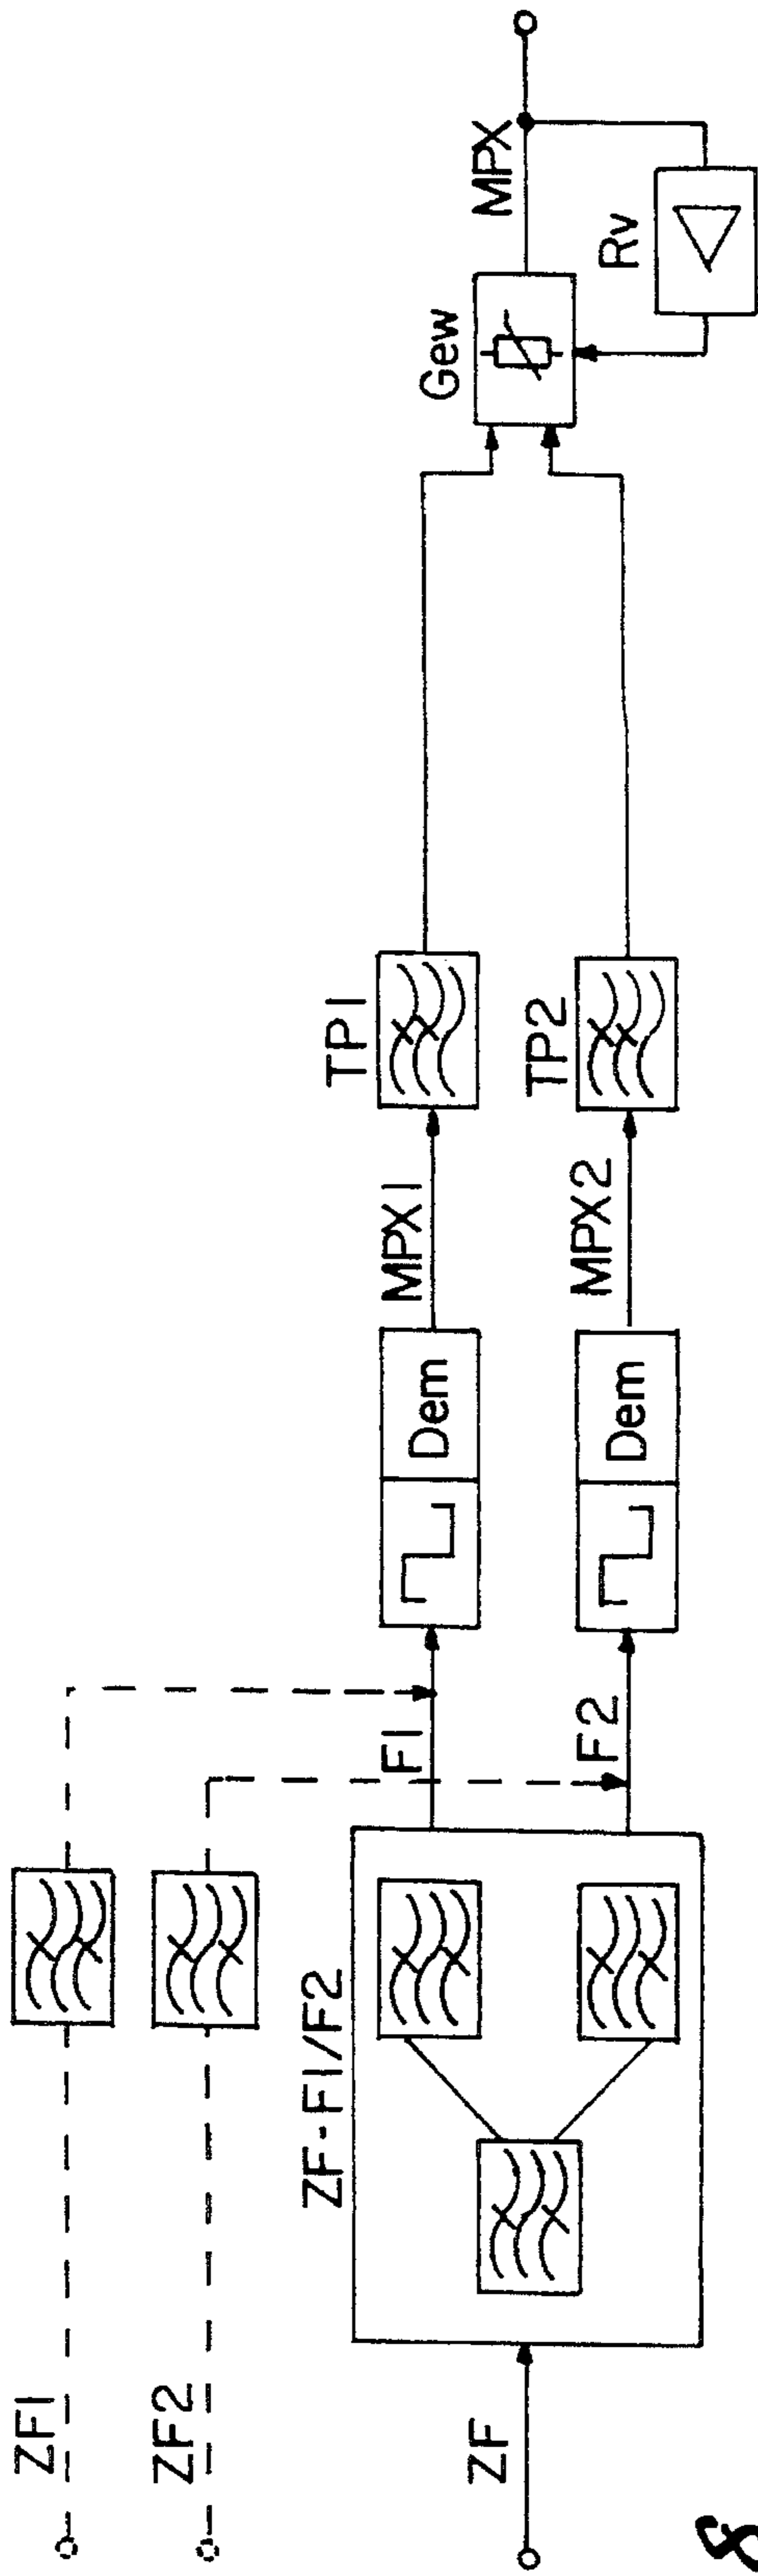 ZF1
ZF2
ZF
ZF-F1/F2
F1
F2
Dem
Dem
MPX1
MPX2
TP1
TP2
Gew
MPX
Rv
8